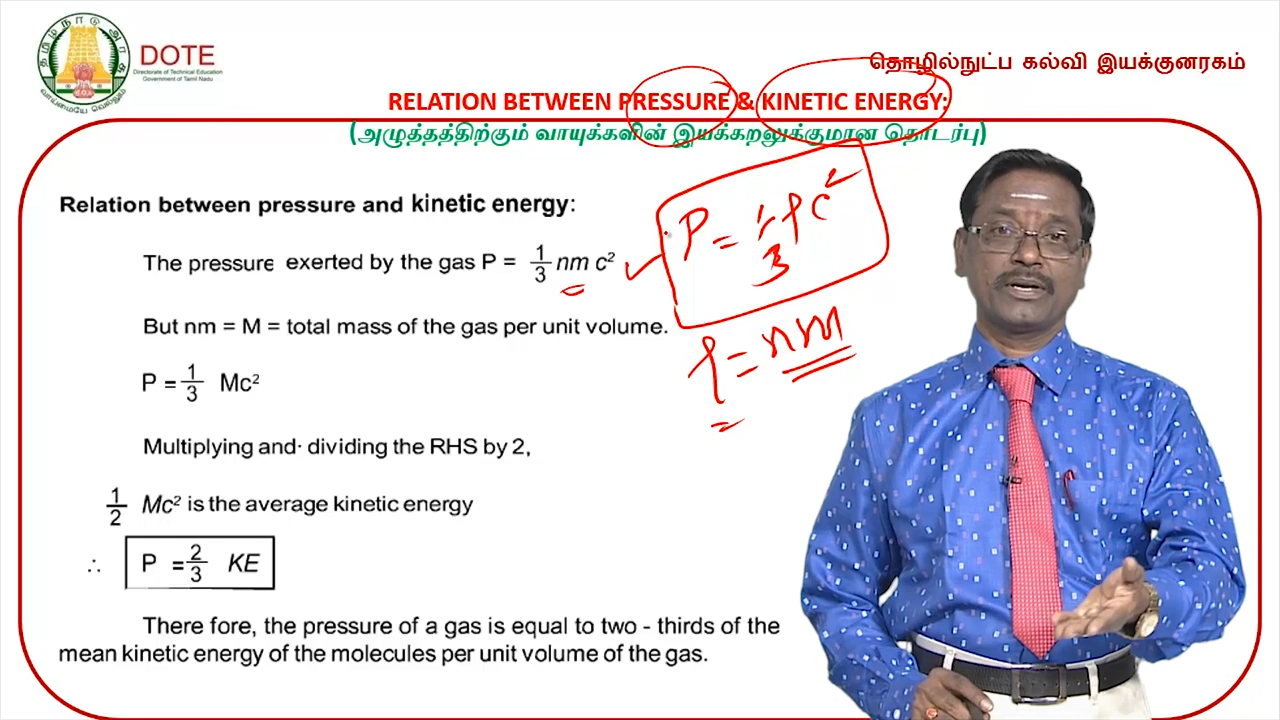 தமிழ்நாடு அரசு
வாய்மையே வெல்லும்
DOTE
Directorate of Technical Education
Government of Tamil Nadu
தொழில்நுட்ப கல்வி இயக்குனரகம்
RELATION BETWEEN PRESSURE & KINETIC ENERGY:
(அழுத்தத்திற்கும் வாயுக்களின் இயக்கறலுக்குமான தொடர்பு)
Relation between pressure and kinetic energy:
The pressure exerted by the gas P = 1/3 nm c²
P = 1/3 ρ c²
But nm = M = total mass of the gas per unit volume.
ρ = nm
P = 1/3 Mc²
Multiplying and· dividing the RHS by 2,
1/2 Mc² is the average kinetic energy
∴ P = 2/3 KE
There fore, the pressure of a gas is equal to two - thirds of the
mean kinetic energy of the molecules per unit volume of the gas.